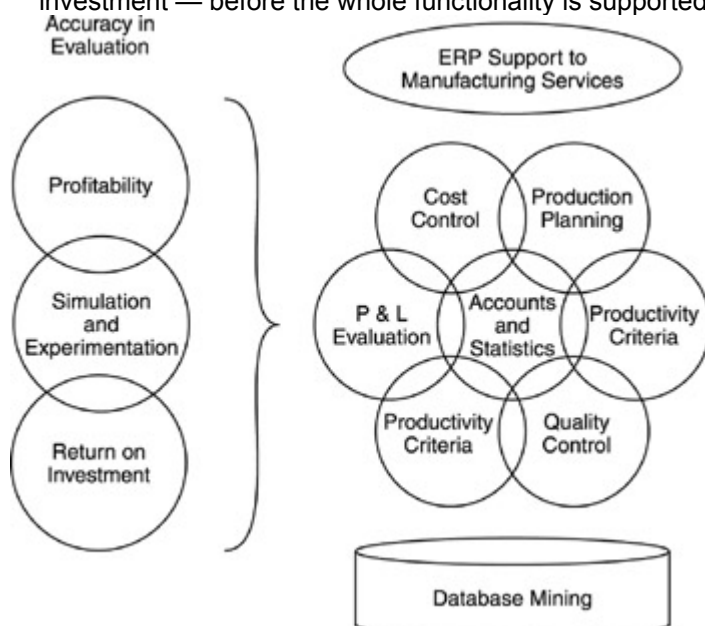 investment — before the whole functionality is supported
Accuracy in
Evaluation
ERP Support to
Manufacturing Services
Profitability
Cost
Control
Production
Planning
Simulation
and
Experimentation
P & L
Evaluation
Accounts
and
Statistics
Productivity
Criteria
Return on
Investment
Productivity
Criteria
Quality
Control
Database Mining